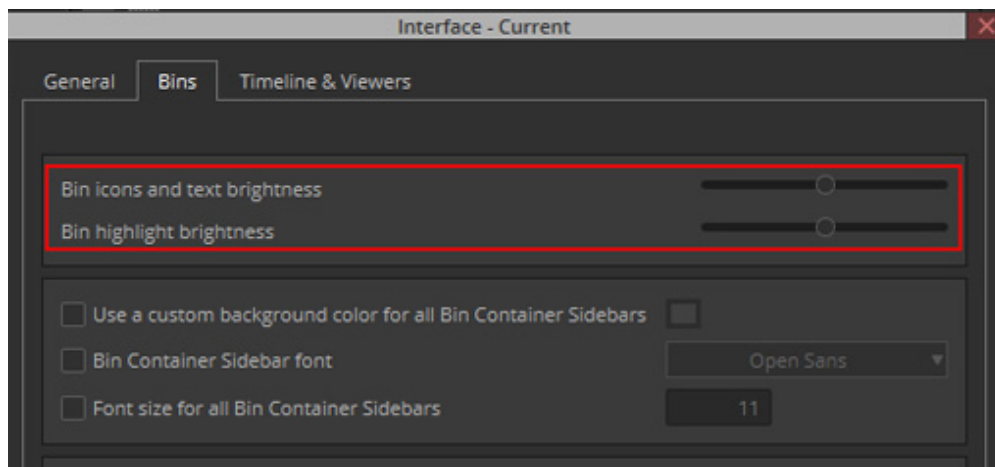 Interface - Current
General Bins Timeline & Viewers
Bin icons and text brightness
Bin highlight brightness
Use a custom background color for all Bin Container Sidebars
Bin Container Sidebar font Open Sans
Font size for all Bin Container Sidebars 11